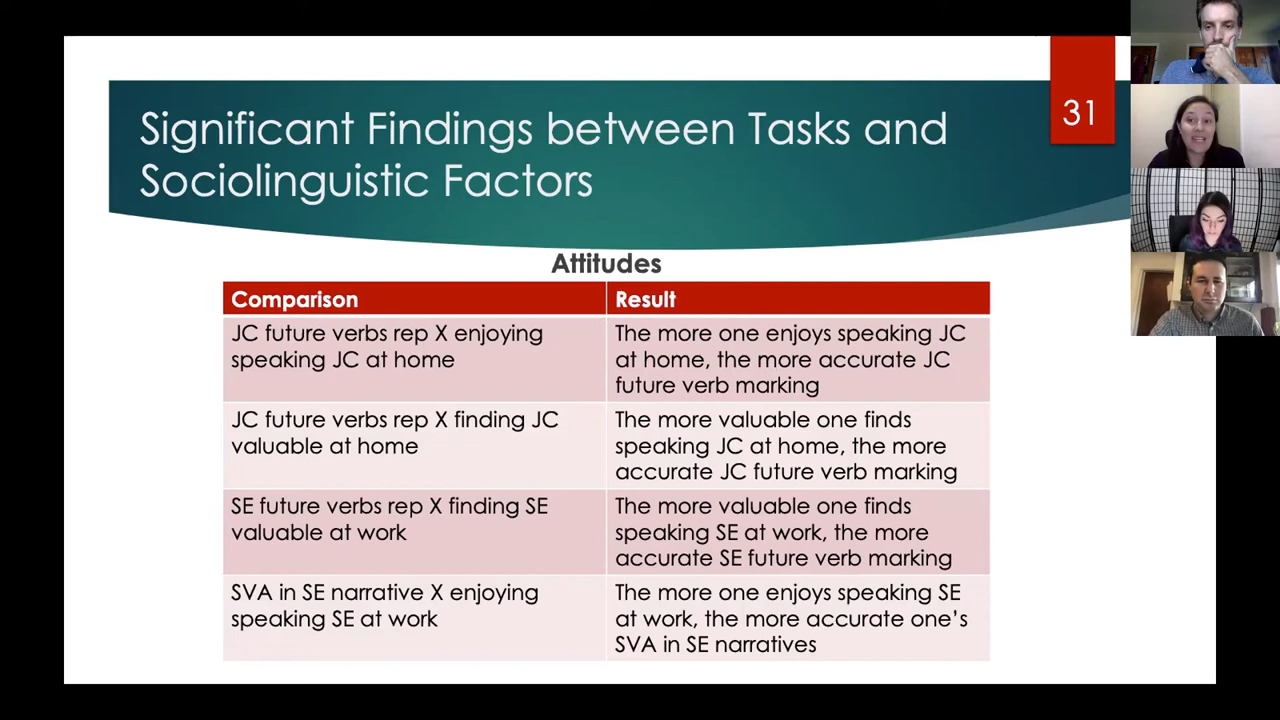 Significant Findings between Tasks and
Sociolinguistic Factors
31
Attitudes
Comparison
Result
JC future verbs rep X enjoying
speaking JC at home
The more one enjoys speaking JC
at home, the more accurate JC
future verb marking
JC future verbs rep X finding JC
valuable at home
The more valuable one finds
speaking JC at home, the more
accurate JC future verb marking
SE future verbs rep X finding SE
valuable at work
The more valuable one finds
speaking SE at work, the more
accurate SE future verb marking
SVA in SE narrative X enjoying
speaking SE at work
The more one enjoys speaking SE
at work, the more accurate one’s
SVA in SE narratives